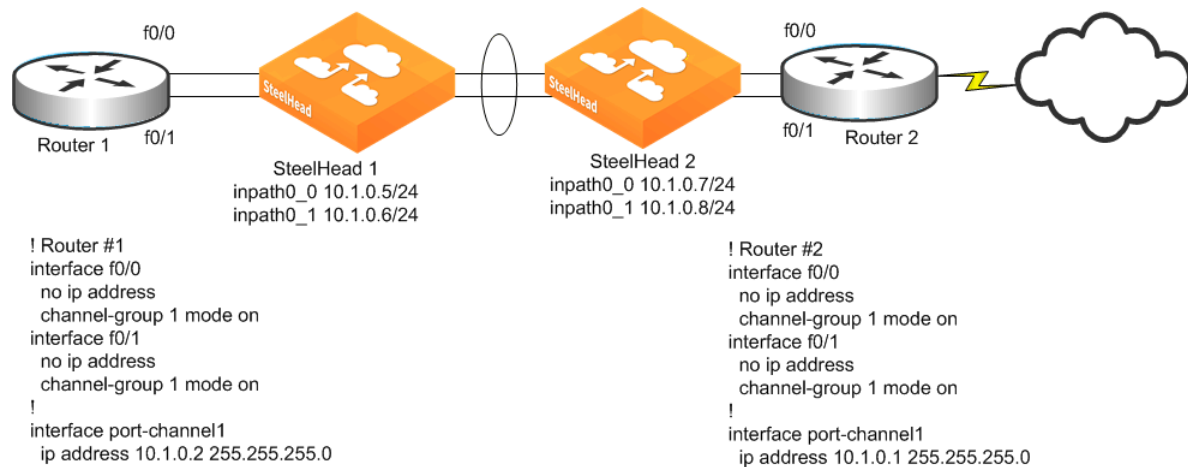 f0/0
f0/1
Router 1
SteelHead
SteelHead
f0/0
f0/1
Router 2
SteelHead 1
inpath0_0 10.1.0.5/24
inpath0_1 10.1.0.6/24
SteelHead 2
inpath0_0 10.1.0.7/24
inpath0_1 10.1.0.8/24
! Router #1
interface f0/0
no ip address
channel-group 1 mode on
interface f0/1
no ip address
channel-group 1 mode on
!
interface port-channel1
ip address 10.1.0.2 255.255.255.0
! Router #2
interface f0/0
no ip address
channel-group 1 mode on
interface f0/1
no ip address
channel-group 1 mode on
!
interface port-channel1
ip address 10.1.0.1 255.255.255.0